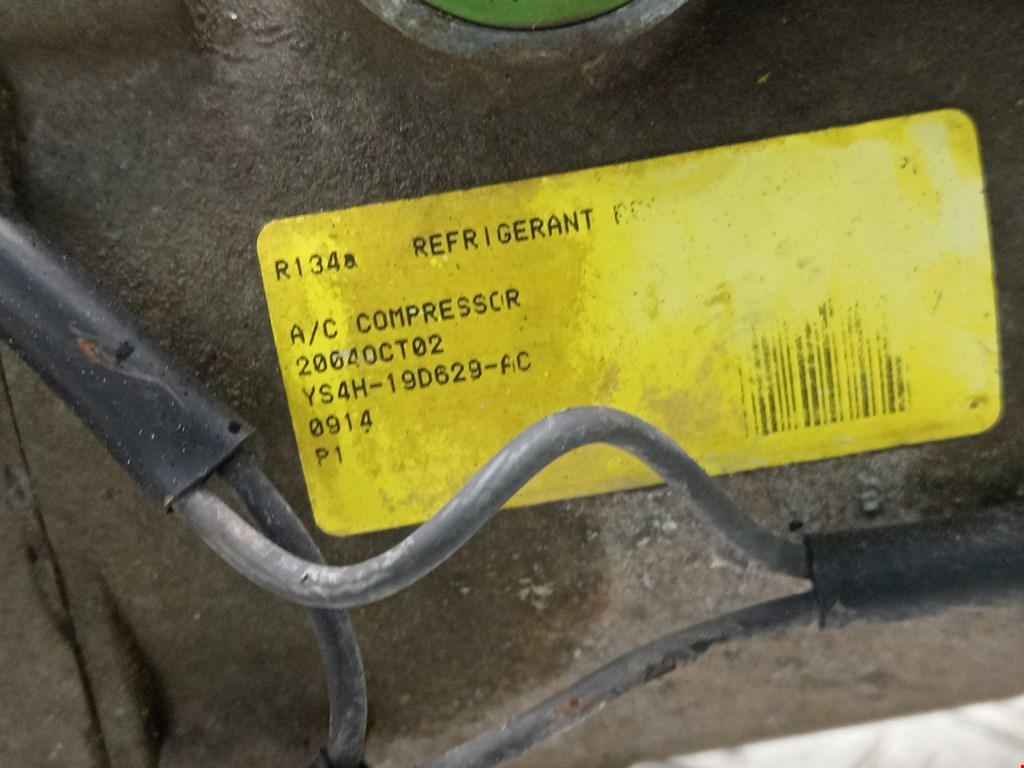 R134a REFRIGERANT
A/C COMPRESSOR
2004OCT02
YS4H-19D629-AC
0914
P1